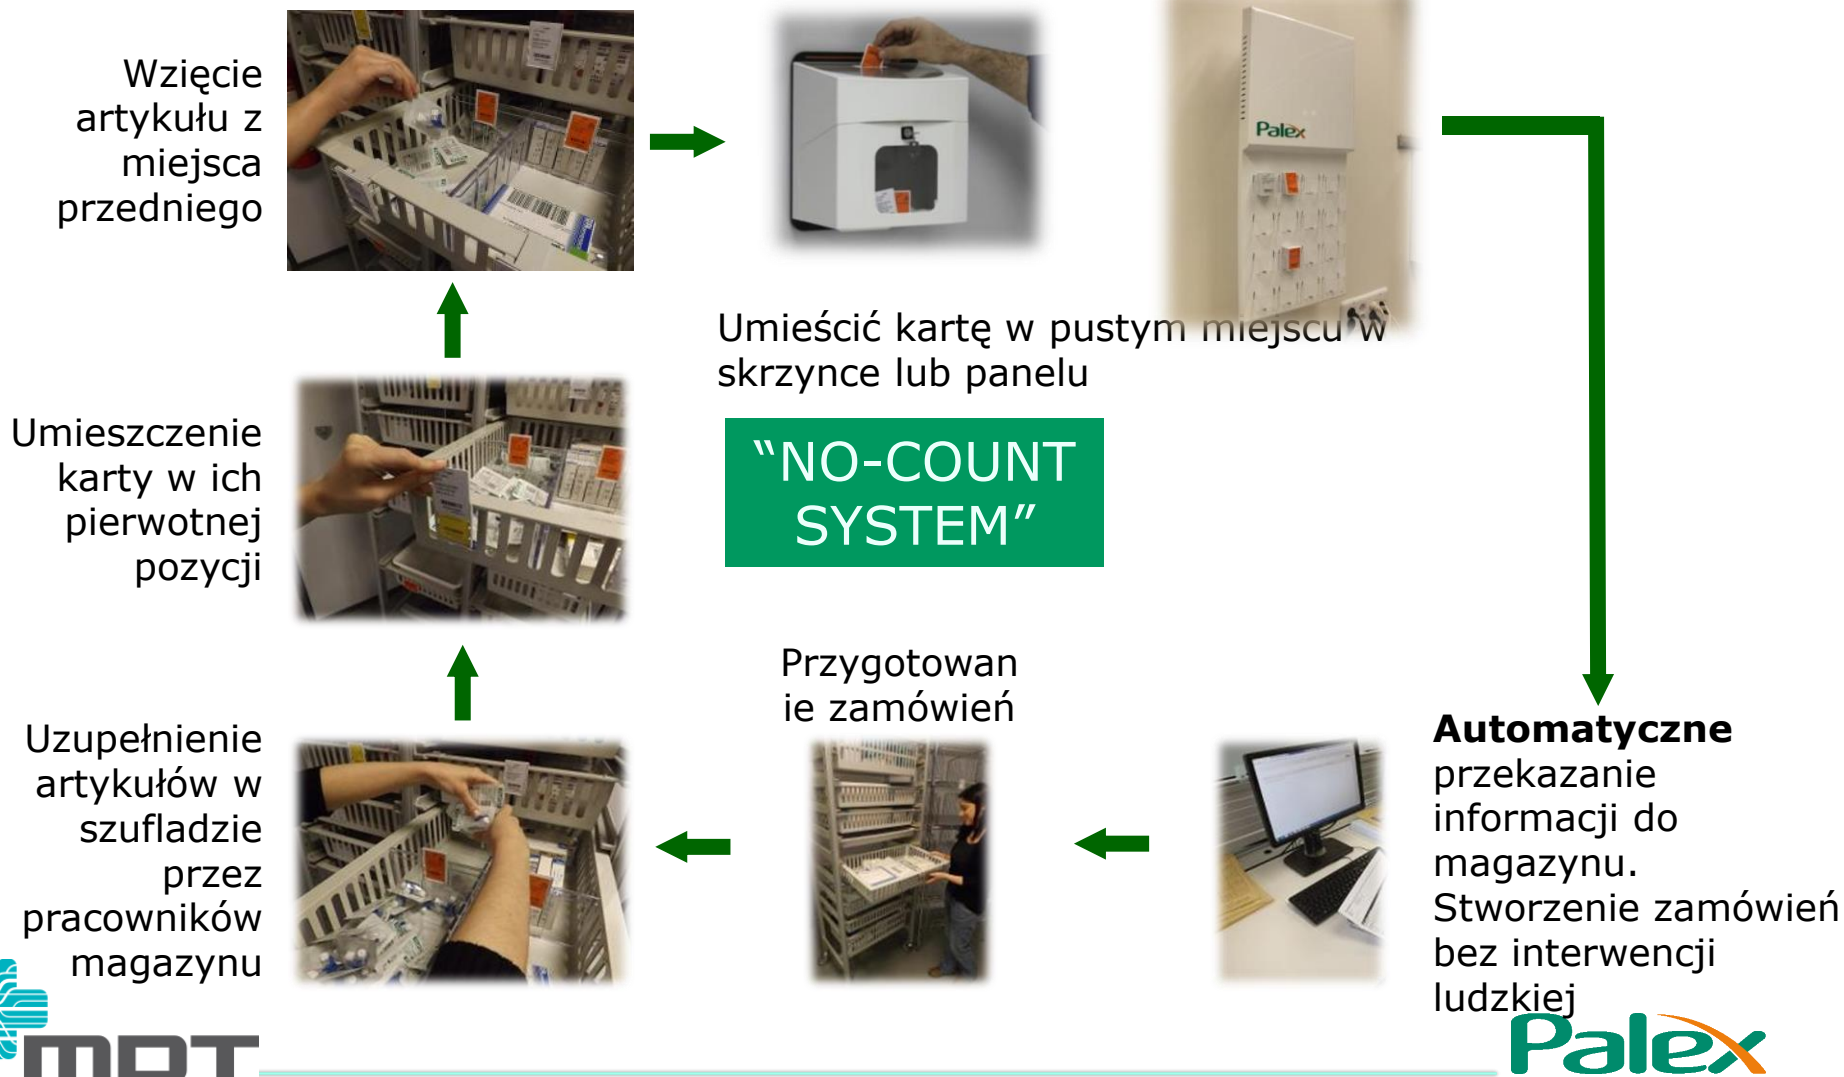 Wzięcie
artykułu z
miejsca
przedniego
Palex
Umieścić kartę w pustym miejscu w
skrzynce lub panelu
Umieszczenie
karty w ich
pierwotnej
pozycji
“NO-COUNT
SYSTEM”
Przygotowan
ie zamówień
Uzupełnienie
artykułów w
szufladzie
przez
pracowników
magazynu
Automatyczne
przekazanie
informacji do
magazynu.
Stworzenie zamówień
bez interwencji
ludzkiej
MDT
Palex